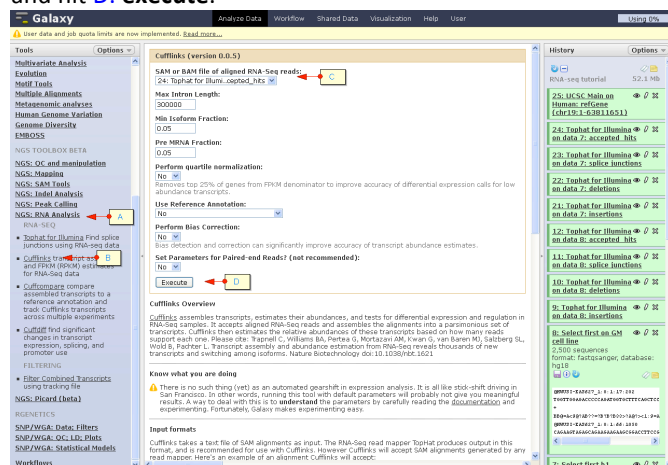 and hit D. Execute.
Galaxy
Analyze Data Workflow Shared Data Visualization Help User
Using 0%
User data and job quota limits are now implemented. Read more...
Tools
Options
Multivariate Analysis
Evolution
Motif Tools
Multiple Alignments
Metagenomic analyses
Human Genome Variation
Genome Diversity
EMBOSS
NGS TOOLBOX BETA
NGS: QC and manipulation
NGS: Mapping
NGS: SAM Tools
NGS: Indel Analysis
NGS: Peak Calling
NGS: RNA Analysis
A
RNA-SEQ
Tophat for Illumina Find splice
junctions using RNA-seq data
Cufflinks transcript
B
and FPKM (RPKM) estimates
for RNA-Seq data
Cuffcompare compare
assembled transcripts to a
reference annotation and
track Cufflinks transcripts
across multiple experiments
Cuffdiff find significant
changes in transcript
expression, splicing, and
promoter use
FILTERING
Filter Combined Transcripts
using tracking file
NGS: Picard (beta)
RGENETICS
SNP/WGA: Data; Filters
SNP/WGA: QC; LD; Plots
SNP/WGA: Statistical Models
Workflows
Cufflinks (version 0.0.5)
SAM or BAM file of aligned RNA-Seq reads:
24: Tophat for Illumi..cepted_hits
C
Max Intron Length:
300000
Min Isoform Fraction:
0.05
Pre MRNA Fraction:
0.05
Perform quartile normalization:
No
Removes top 25% of genes from FPKM denominator to improve accuracy of differential expression calls for low
abundance transcripts.
Use Reference Annotation:
No
Perform Bias Correction:
No
Bias detection and correction can significantly improve accuracy of transcript abundance estimates.
Set Parameters for Paired-end Reads? (not recommended):
No
Execute
D
Cufflinks Overview
Cufflinks assembles transcripts, estimates their abundances, and tests for differential expression and regulation in
RNA-Seq samples. It accepts aligned RNA-Seq reads and assembles the alignments into a parsimonious set of
transcripts. Cufflinks then estimates the relative abundances of these transcripts based on how many reads
support each one. Please cite: Trapnell C, Williams BA, Pertea G, Mortazavi AM, Kwan G, van Baren MJ, Salzberg SL,
Wold B, Pachter L. Transcript assembly and abundance estimation from RNA-Seq reveals thousands of new
transcripts and switching among isoforms. Nature Biotechnology doi:10.1038/nbt.1621
Know what you are doing
There is no such thing (yet) as an automated gearshift in expression analysis. It is all like stick-shift driving in
San Francisco. In other words, running this tool with default parameters will probably not give you meaningful
results. A way to deal with this is to understand the parameters by carefully reading the documentation and
experimenting. Fortunately, Galaxy makes experimenting easy.
Input formats
Cufflinks takes a text file of SAM alignments as input. The RNA-Seq read mapper TopHat produces output in this
format, and is recommended for use with Cufflinks. However Cufflinks will accept SAM alignments generated by any
read mapper. Here's an example of an alignment Cufflinks will accept:
History
Options
RNA-seq tutorial
52.1 Mb
25: UCSC Main on
Human: refGene
(chr19:1-63811651)
24: Tophat for Illumina
on data 7: accepted_hits
23: Tophat for Illumina
on data 7: splice junctions
22: Tophat for Illumina
on data 7: deletions
21: Tophat for Illumina
on data 7: insertions
12: Tophat for Illumina
on data 8: accepted_hits
11: Tophat for Illumina
on data 8: splice junctions
10: Tophat for Illumina
on data 8: deletions
9: Tophat for Illumina
on data 8: insertions
8: Select first on GM
cell line
2,500 sequences
format: fastqsanger, database:
hg18
7: Select first h1